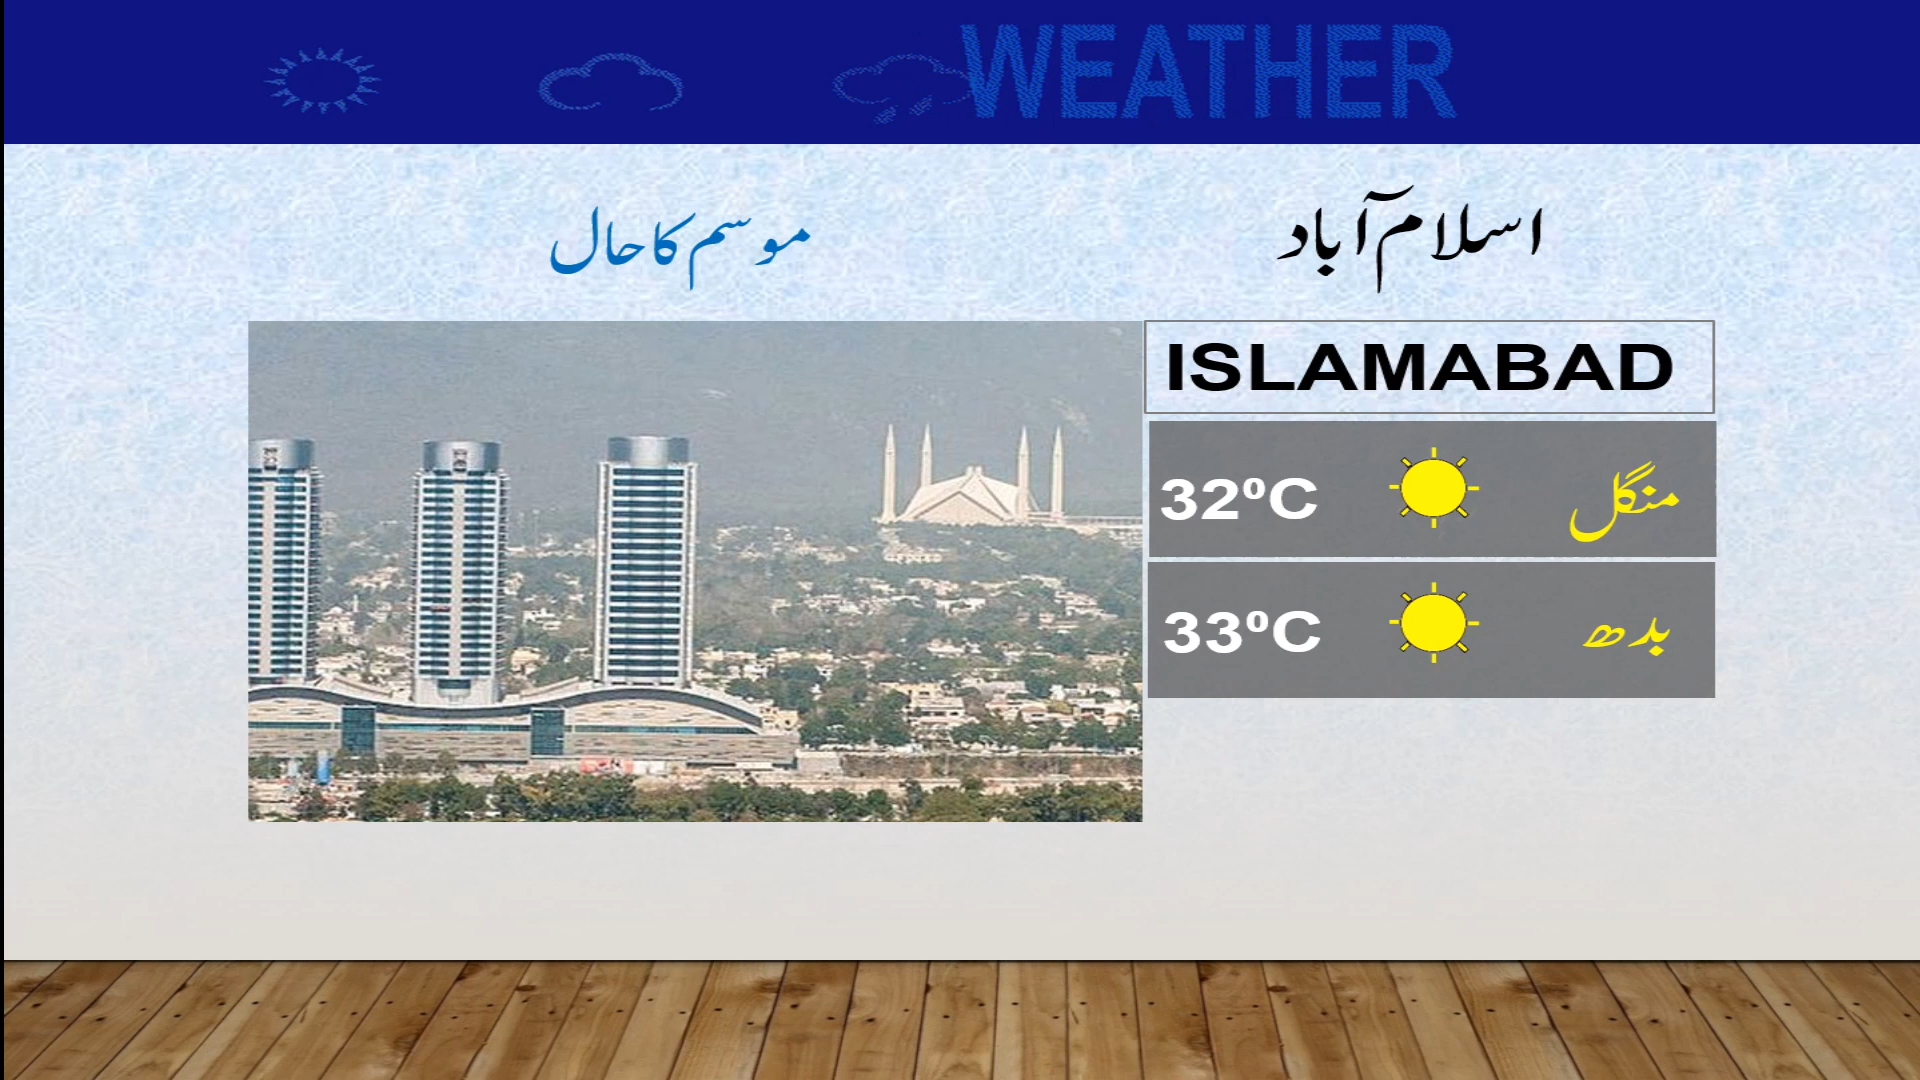 WEATHER
اسلام آباد
موسم کا حال
ISLAMABAD
منگل 32ºC
بدھ 33ºC